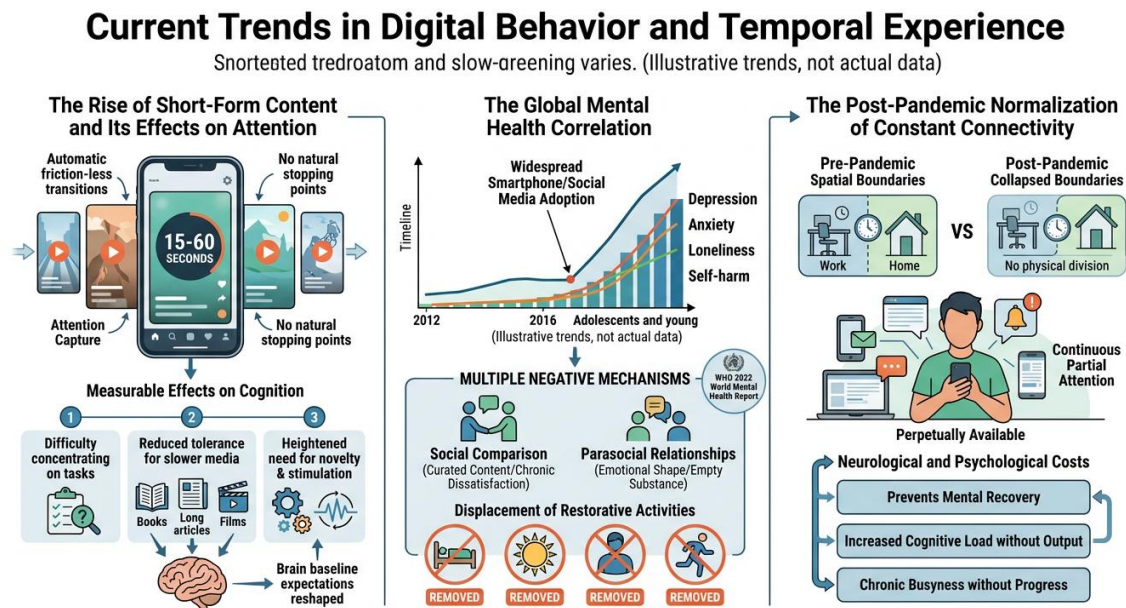 Current Trends in Digital Behavior and Temporal Experience
Snorteøted tredroatom and slow-greening varies. (Illustrative trends, not actual data)
The Rise of Short-Form Content
and Its Effects on Attention
Automatic
friction-less
transitions
No natural
stopping
points
15-60
SECONDS
Attention
Capture
No natural
stopping points
Measurable Effects on Cognition
1
2
3
Difficulty
concentrating
on tasks
Reduced tolerance
for slower media
Books
Long
articles
Films
Heightened
need for novelty
& stimulation
Brain baseline
expectations
reshaped
The Global Mental
Health Correlation
Timeline
Widespread
Smartphone/Social
Media Adoption
Depression
Anxiety
Loneliness
Self-harm
2012
2016
Adolescents and young
(Illustrative trends, not actual data)
MULTIPLE NEGATIVE MECHANISMS
WHO 2022
World Mental
Health Report
Social Comparison
(Curated Content/Chronic
Dissatisfaction)
Parasocial Relationships
(Emotional Shape/Empty
Substance)
Displacement of Restorative Activities
REMOVED
REMOVED
REMOVED
REMOVED
The Post-Pandemic Normalization
of Constant Connectivity
Pre-Pandemic
Spatial Boundaries
Work
Home
VS
Post-Pandemic
Collapsed Boundaries
No physical division
Continuous
Partial
Attention
Perpetually Available
Neurological and Psychological Costs
Prevents Mental Recovery
Increased Cognitive Load without Output
Chronic Busyness without Progress